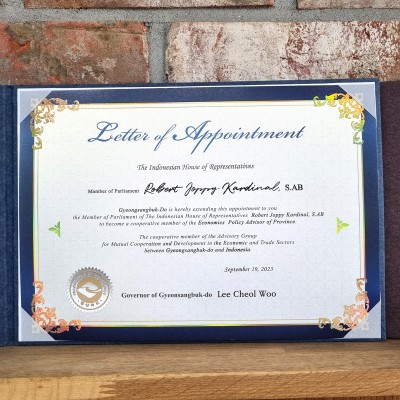 Letter of Appointment
The Indonesian House of Representatives
Member of Parliament Robert Joppy Kardinal, S.AB
Gyeongsangbuk-Do is hereby extending this appointment to you
the Member of Parliament of The Indonesian House of Representatives Robert Joppy Kardinal, S.AB
to become a cooperative member of the Economics Policy Advisor of Province.
The cooperative member of the Advisory Group
for Mutual Cooperation and Development in the Economic and Trade Sectors
between Gyeongsangbuk-do and Indonesia
September 19, 2023
Governor of Gyeonsangbuk-do Lee Cheol Woo